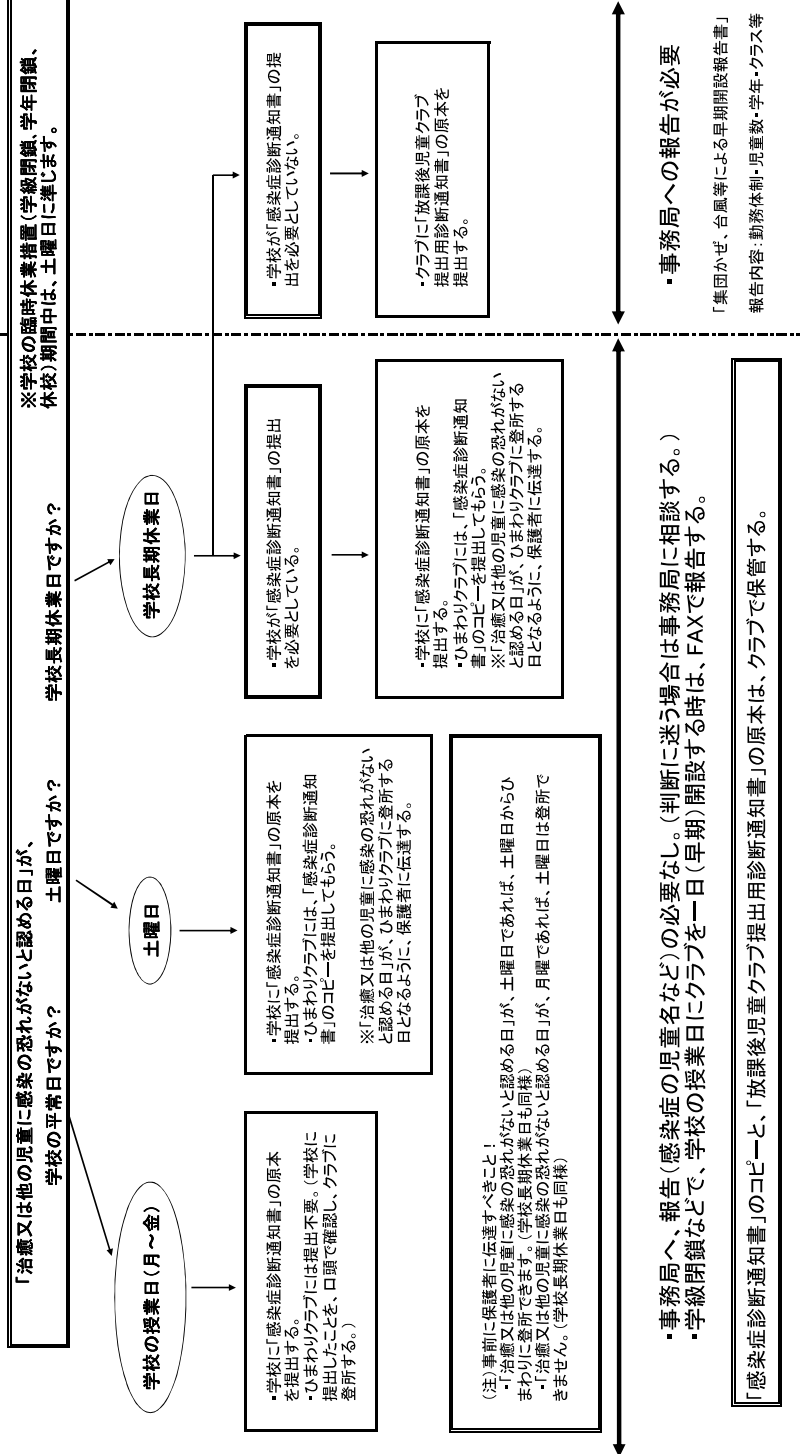 「治癒又は他の児童に感染の恐れがないと認める日」が、
学校の平常日ですか？　土曜日ですか？　学校長期休業日ですか？
※学校の臨時休業措置（学級閉鎖、学年閉鎖、
休校）期間中は、土曜日に準じます。
学校の授業日（月～金）
・学校に「感染症診断通知書」の原本
を提出する。
・ひまわりクラブには提出不要。（学校に
提出したことを、口頭で確認し、クラブに
登所する。）
土曜日
・学校に「感染症診断通知書」の原本を
提出する。
・ひまわりクラブには、「感染症診断通知
書」のコピーを提出してもらう。
※「治癒又は他の児童に感染の恐れがない
と認める日」が、ひまわりクラブに登所する
日となるように、保護者に伝達する。
学校長期休業日
・学校が「感染症診断通知書」の提出
を必要としている。
・学校に「感染症診断通知書」の原本を
提出する。
・ひまわりクラブには、「感染症診断通知
書」のコピーを提出してもらう。
※「治癒又は他の児童に感染の恐れがない
と認める日」が、ひまわりクラブに登所する
日となるように、保護者に伝達する。
・学校が「感染症診断通知書」の提
出を必要としていない。
・クラブに「放課後児童クラブ
提出用診断通知書」の原本を
提出する。
（注）事前に保護者に伝達すべきこと！
・「治癒又は他の児童に感染の恐れがないと認める日」が、土曜日であれば、土曜日からひ
まわりに登所できます。（学校長期休業日も同様）
・「治癒又は他の児童に感染の恐れがないと認める日」が、月曜であれば、土曜日は登所で
きません。（学校長期休業日も同様）
・事務局へ、報告（感染症の児童名など）の必要なし。（判断に迷う場合は事務局に相談する。）
・学級閉鎖などで、学校の授業日にクラブを一日（早期）開設する時は、FAXで報告する。
・事務局への報告が必要
「集団かぜ、台風等による早期開設報告書」
報告内容：勤務体制・児童数・学年・クラス等
「感染症診断通知書」のコピーと、「放課後児童クラブ提出用診断通知書」の原本は、クラブで保管する。